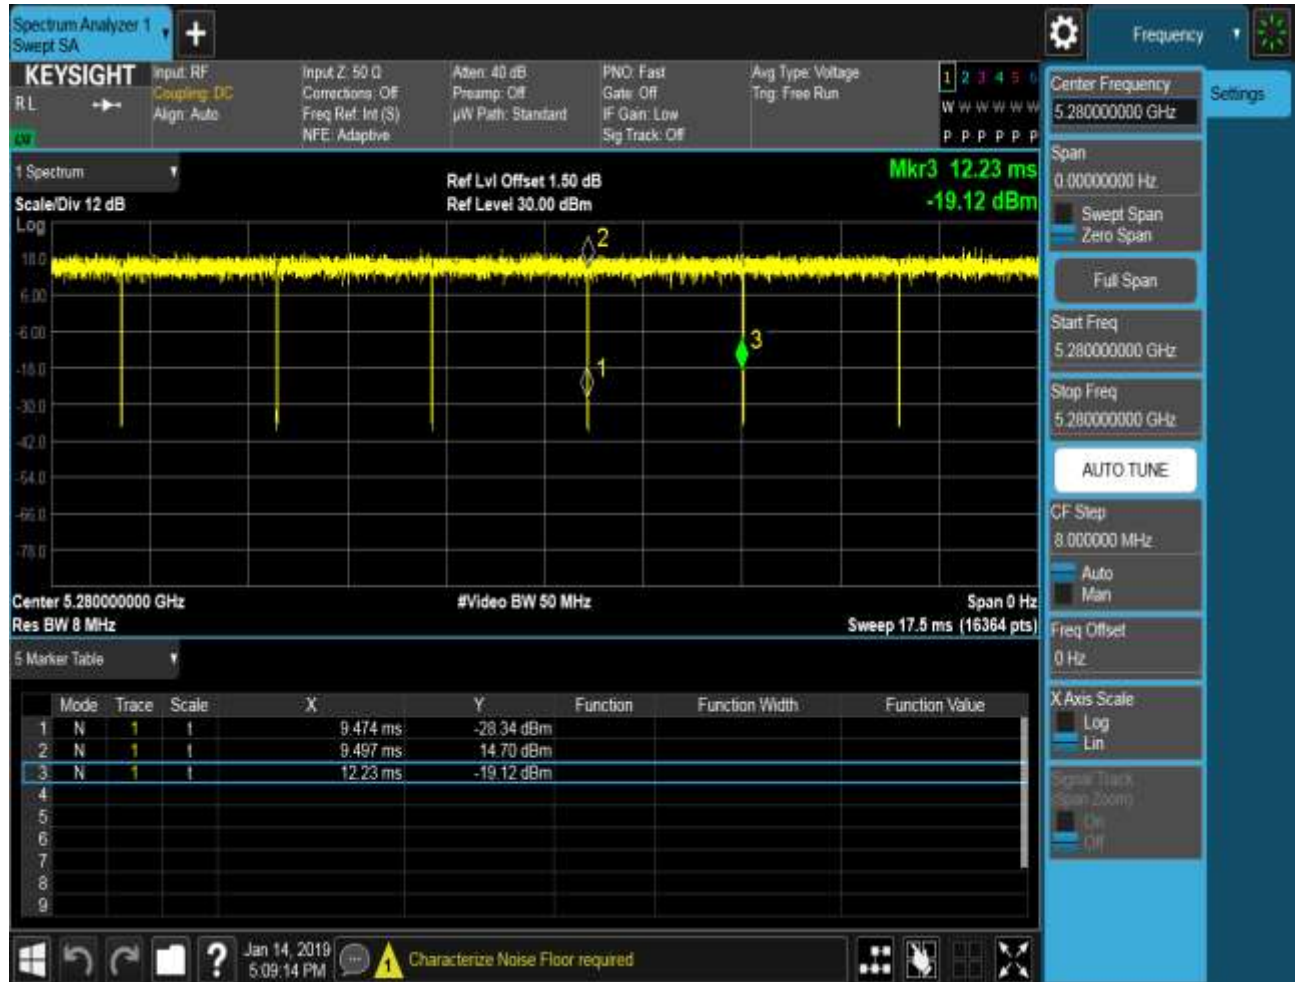 Spectrum Analyzer 1
Swept SA
+
Frequency
KEYSIGHT
RL
Input: RF
Coupling: DC
Align: Auto
Input Z: 50 Ω
Corrections: Off
Freq Ref: Int (S)
NFE: Adaptive
Atten: 40 dB
Preamp: Off
µW Path: Standard
PNO: Fast
Gate: Off
IF Gain: Low
Sig Track: Off
Avg Type: Voltage
Trig: Free Run
1 2 3 4 5 6
W W W W W W
P P P P P P
1 Spectrum
Scale/Div 12 dB
Log
Ref Lvl Offset 1.50 dB
Ref Level 30.00 dBm
Mkr3 12.23 ms
-19.12 dBm
18.0
6.00
-6.00
-18.0
-30.0
-42.0
-54.0
-66.0
-78.0
2
1
3
Center 5.280000000 GHz
Res BW 8 MHz
#Video BW 50 MHz
Span 0 Hz
Sweep 17.5 ms (16364 pts)
5 Marker Table
Mode Trace Scale X Y Function Function Width Function Value
1 N 1 t 9.474 ms -28.34 dBm
2 N 1 t 9.497 ms 14.70 dBm
3 N 1 t 12.23 ms -19.12 dBm
4
5
6
7
8
9
?
Jan 14, 2019
5:09:14 PM
1
Characterize Noise Floor required
Center Frequency
5.280000000 GHz
Settings
Span
0.00000000 Hz
Swept Span
Zero Span
Full Span
Start Freq
5.280000000 GHz
Stop Freq
5.280000000 GHz
AUTO TUNE
CF Step
8.000000 MHz
Auto
Man
Freq Offset
0 Hz
X Axis Scale
Log
Lin
Signal Track
(Span Zoom)
On
Off